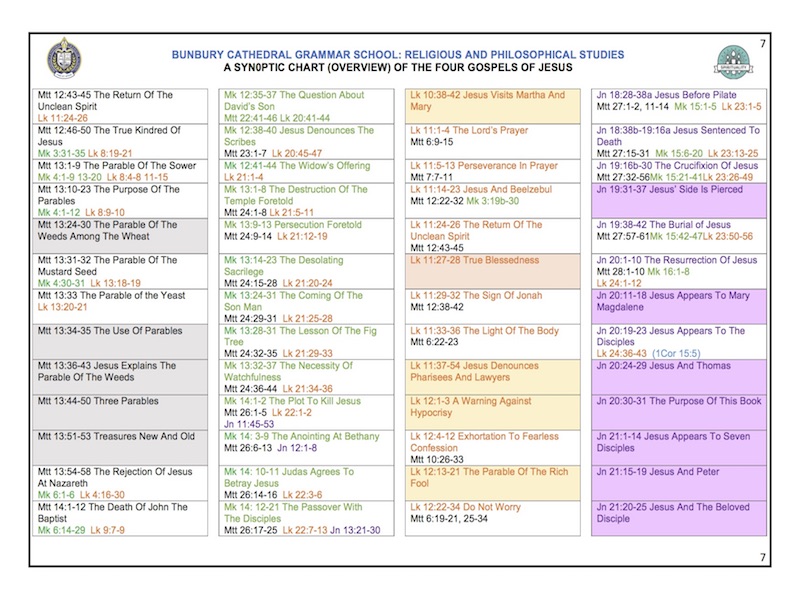 7
BUNBURY CATHEDRAL GRAMMAR SCHOOL: RELIGIOUS AND PHILOSOPHICAL STUDIES
A SYN0PTIC CHART (OVERVIEW) OF THE FOUR GOSPELS OF JESUS
SPIRITUALITY
Mtt 12:43-45 The Return Of The
Unclean Spirit
Lk 11:24-26
Mtt 12:46-50 The True Kindred Of
Jesus
Mk 3:31-35 Lk 8:19-21
Mtt 13:1-9 The Parable Of The Sower
Mk 4:1-9 13-20 Lk 8:4-8 11-15
Mtt 13:10-23 The Purpose Of The
Parables
Mk 4:1-12 Lk 8:9-10
Mtt 13:24-30 The Parable Of The
Weeds Among The Wheat
Mtt 13:31-32 The Parable Of The
Mustard Seed
Mk 4:30-31 Lk 13:18-19
Mtt 13:33 The Parable of the Yeast
Lk 13:20-21
Mtt 13:34-35 The Use Of Parables
Mtt 13:36-43 Jesus Explains The
Parable Of The Weeds
Mtt 13:44-50 Three Parables
Mtt 13:51-53 Treasures New And Old
Mtt 13:54-58 The Rejection Of Jesus
At Nazareth
Mk 6:1-6 Lk 4:16-30
Mtt 14:1-12 The Death Of John The
Baptist
Mk 6:14-29 Lk 9:7-9
Mk 12:35-37 The Question About
David's Son
Mtt 22:41-46 Lk 20:41-44
Mk 12:38-40 Jesus Denounces The
Scribes
Mtt 23:1-7 Lk 20:45-47
Mk 12:41-44 The Widow's Offering
Lk 21:1-4
Mk 13:1-8 The Destruction Of The
Temple Foretold
Mtt 24:1-8 Lk 21:5-11
Mk 13:9-13 Persecution Foretold
Mtt 24:9-14 Lk 21:12-19
Mk 13:14-23 The Desolating
Sacrilege
Mtt 24:15-28 Lk 21:20-24
Mk 13:24-31 The Coming Of The
Son Man
Mtt 24:29-31 Lk 21:25-28
Mk 13:28-31 The Lesson Of The Fig
Tree
Mtt 24:32-35 Lk 21:29-33
Mk 13:32-37 The Necessity Of
Watchfulness
Mtt 24:36-44 Lk 21:34-36
Mk 14:1-2 The Plot To Kill Jesus
Mtt 26:1-5 Lk 22:1-2
Jn 11:45-53
Mk 14: 3-9 The Anointing At Bethany
Mtt 26:6-13 Jn 12:1-8
Mk 14: 10-11 Judas Agrees To
Betray Jesus
Mtt 26:14-16 Lk 22:3-6
Mk 14: 12-21 The Passover With
The Disciples
Mtt 26:17-25 Lk 22:7-13 Jn 13:21-30
Lk 10:38-42 Jesus Visits Martha And
Mary
Lk 11:1-4 The Lord's Prayer
Mtt 6:9-15
Lk 11:5-13 Perseverance In Prayer
Mtt 7:7-11
Lk 11:14-23 Jesus And Beelzebul
Mtt 12:22-32 Mk 3:19b-30
Lk 11:24-26 The Return Of The
Unclean Spirit
Mtt 12:43-45
Lk 11:27-28 True Blessedness
Lk 11:29-32 The Sign Of Jonah
Mtt 12:38-42
Lk 11:33-36 The Light Of The Body
Mtt 6:22-23
Lk 11:37-54 Jesus Denounces
Pharisees And Lawyers
Lk 12:1-3 A Warning Against
Hypocrisy
Lk 12:4-12 Exhortation To Fearless
Confession
Mtt 10:26-33
Lk 12:13-21 The Parable Of The Rich
Fool
Lk 12:22-34 Do Not Worry
Mtt 6:19-21, 25-34
Jn 18:28-38a Jesus Before Pilate
Mtt 27:1-2, 11-14 Mk 15:1-5 Lk 23:1-5
Jn 18:38b-19:16a Jesus Sentenced To
Death
Mtt 27:15-31 Mk 15:6-20 Lk 23:13-25
Jn 19:16b-30 The Crucifixion Of Jesus
Mtt 27:32-56Mk 15:21-41Lk 23:26-49
Jn 19:31-37 Jesus' Side Is Pierced
Jn 19:38-42 The Burial of Jesus
Mtt 27:57-61Mk 15:42-47Lk 23:50-56
Jn 20:1-10 The Resurrection Of Jesus
Mtt 28:1-10 Mk 16:1-8
Lk 24:1-12
Jn 20:11-18 Jesus Appears To Mary
Magdalene
Jn 20:19-23 Jesus Appears To The
Disciples
Lk 24:36-43 (1Cor 15:5)
Jn 20:24-29 Jesus And Thomas
Jn 20:30-31 The Purpose Of This Book
Jn 21:1-14 Jesus Appears To Seven
Disciples
Jn 21:15-19 Jesus And Peter
Jn 21:20-25 Jesus And The Beloved
Disciple
7